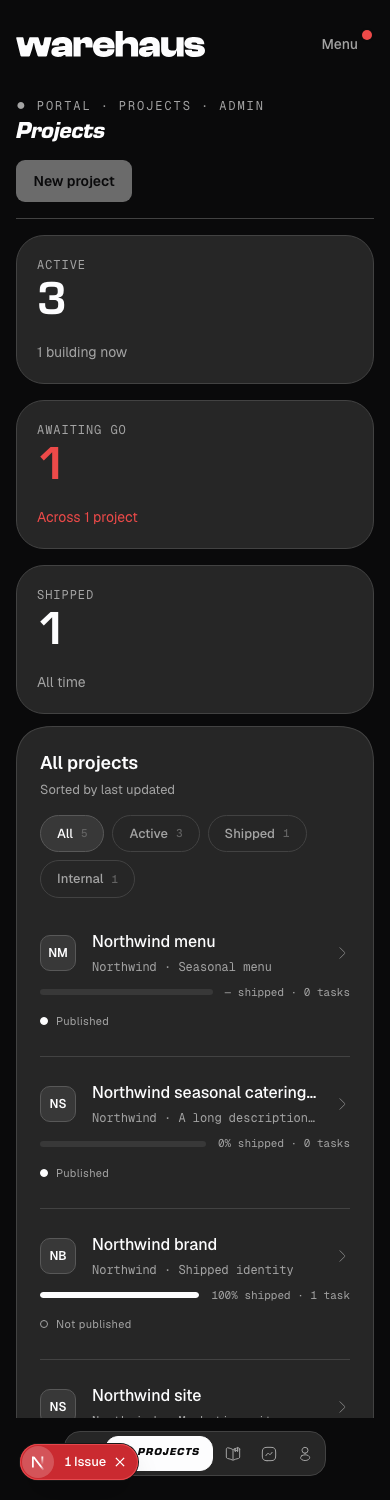 warehaus
Menu
PORTAL · PROJECTS · ADMIN
Projects
New project
ACTIVE
3
1 building now
AWAITING GO
1
Across 1 project
SHIPPED
1
All time
All projects
Sorted by last updated
All 5
Active 3
Shipped 1
Internal 1
NM
Northwind menu
Northwind · Seasonal menu
— shipped · 0 tasks
Published
NS
Northwind seasonal catering…
Northwind · A long description…
0% shipped · 0 tasks
Published
NB
Northwind brand
Northwind · Shipped identity
100% shipped · 1 task
Not published
NS
Northwind site
N
1 Issue
PROJECTS